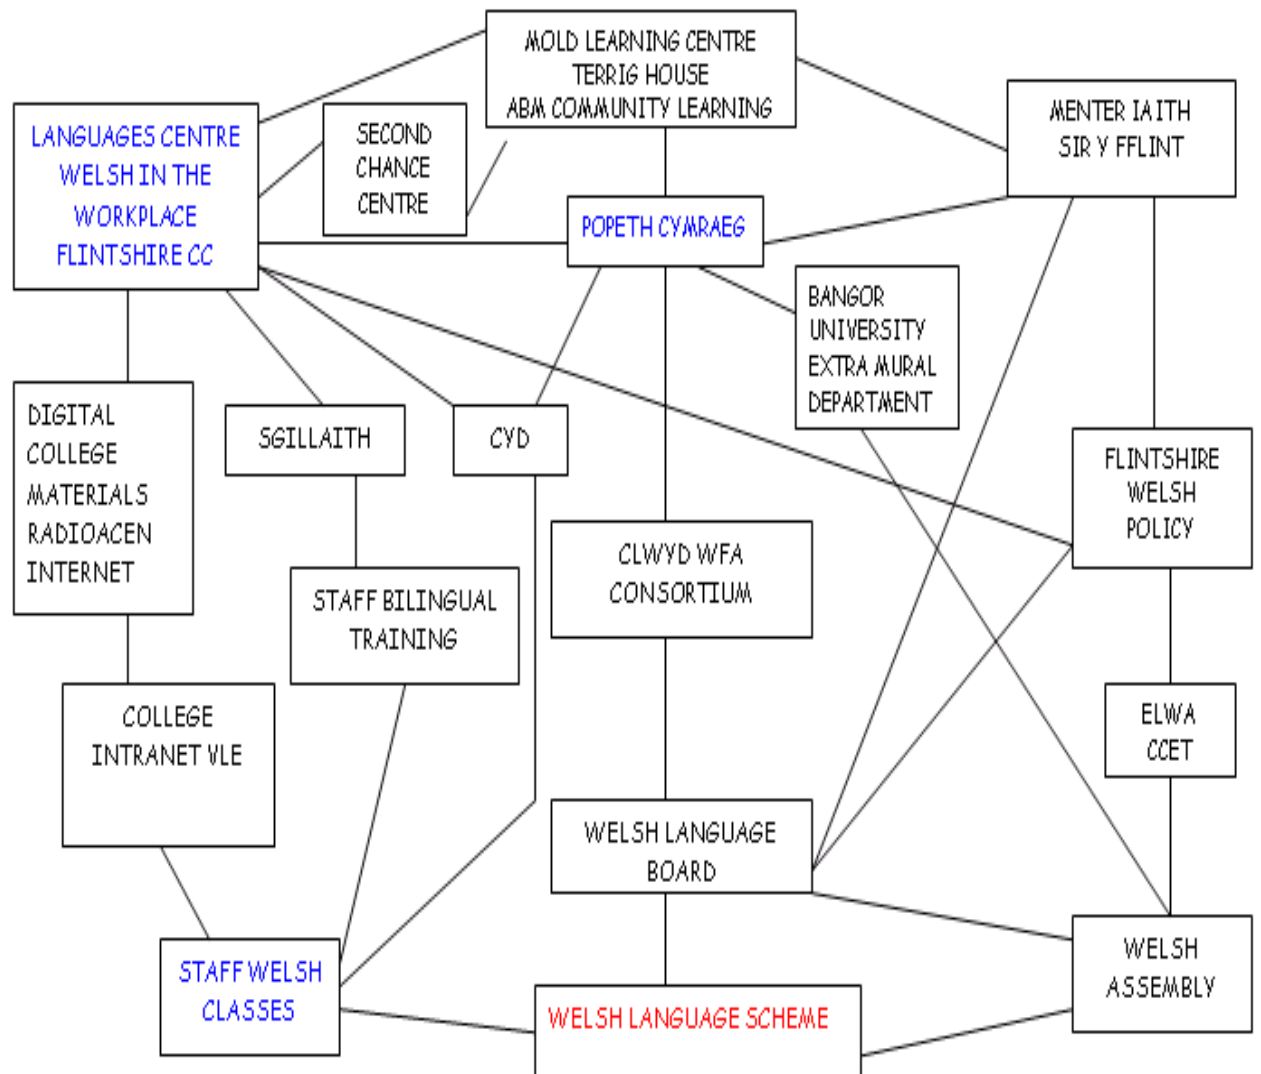 MOLD LEARNING CENTRE
TERRIG HOUSE
ABM COMMUNITY LEARNING
MENTER IAITH
SIR Y FFLINT
LANGUAGES CENTRE
WELSH IN THE
WORKPLACE
FLINTSHIRE CC
SECOND
CHANCE
CENTRE
POPETH CYMRAEG
BANGOR
UNIVERSITY
EXTRA MURAL
DEPARTMENT
DIGITAL
COLLEGE
MATERIALS
RADIOACEN
INTERNET
SGILLAITH
CYD
FLINTSHIRE
WELSH
POLICY
CLWYD WFA
CONSORTIUM
STAFF BILINGUAL
TRAINING
COLLEGE
INTRANET VLE
ELWA
CCET
WELSH LANGUAGE
BOARD
STAFF WELSH
CLASSES
WELSH
ASSEMBLY
WELSH LANGUAGE SCHEME